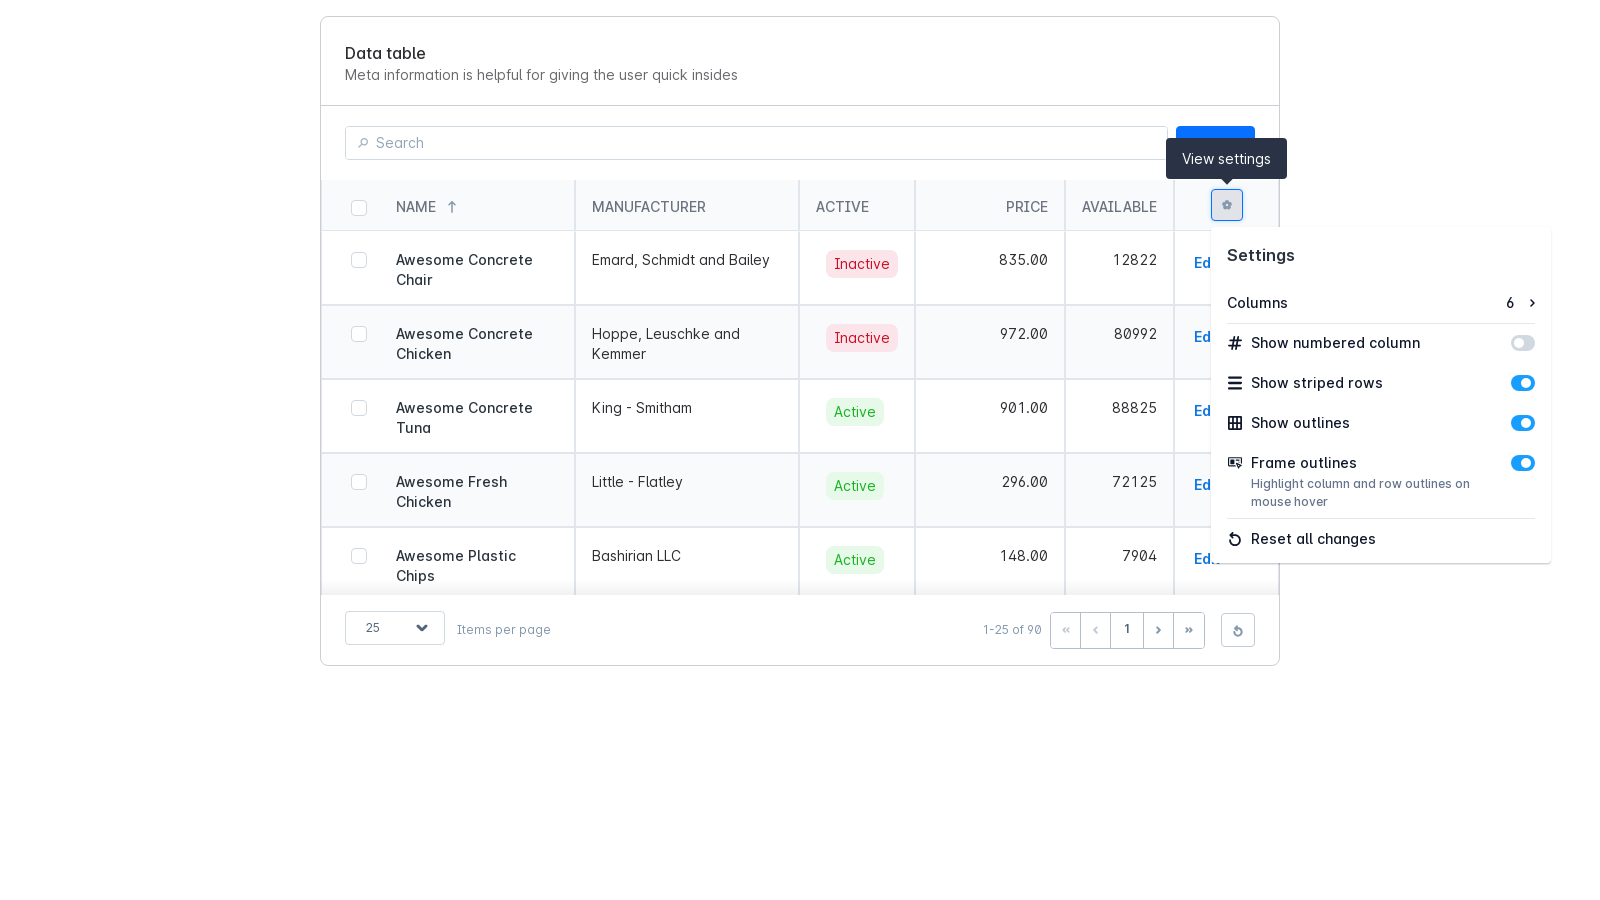 Data table
Meta information is helpful for giving the user quick insides
Search
View settings
NAME
MANUFACTURER
ACTIVE
PRICE
AVAILABLE
Awesome Concrete
Chair
Emard, Schmidt and Bailey
Inactive
835.00
12822
Awesome Concrete
Chicken
Hoppe, Leuschke and
Kemmer
Inactive
972.00
80992
Awesome Concrete
Tuna
King - Smitham
Active
901.00
88825
Awesome Fresh
Chicken
Little - Flatley
Active
296.00
72125
Awesome Plastic
Chips
Bashirian LLC
Active
148.00
7904
Settings
Columns
6
Show numbered column
Show striped rows
Show outlines
Frame outlines
Highlight column and row outlines on
mouse hover
Reset all changes
25
Items per page
1-25 of 90
« ‹ 1 › »